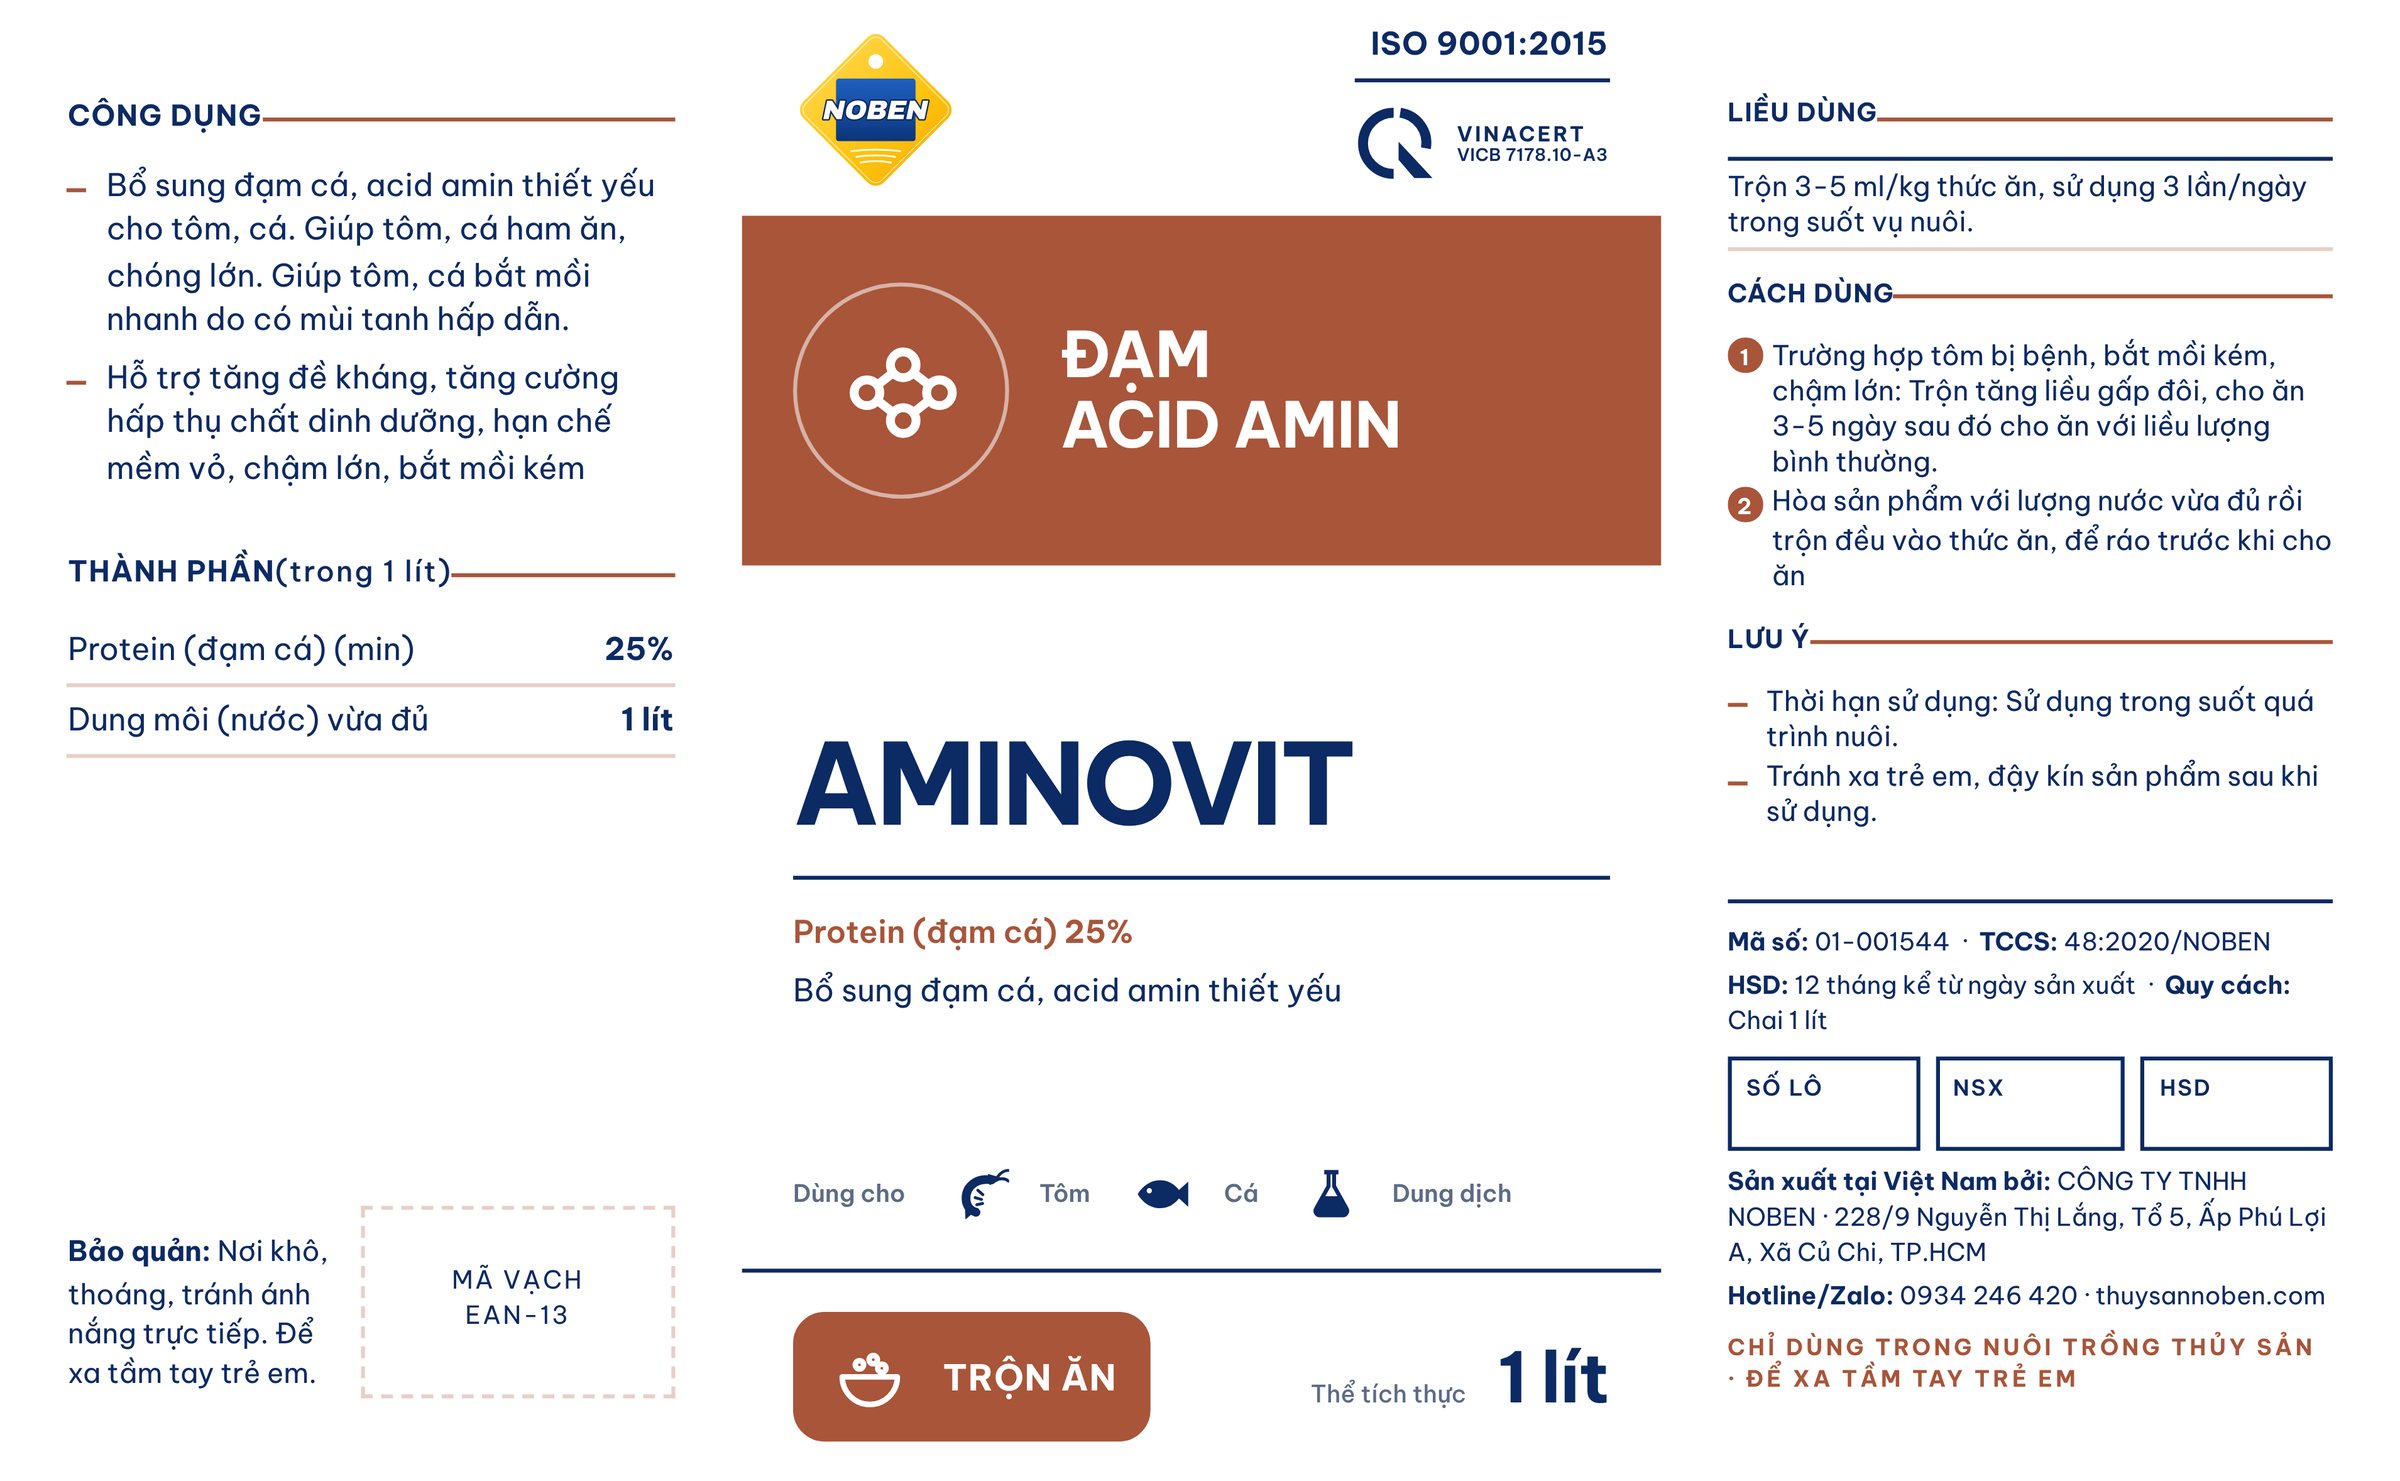 CÔNG DỤNG
Bổ sung đạm cá, acid amin thiết yếu
cho tôm, cá. Giúp tôm, cá ham ăn,
chóng lớn. Giúp tôm, cá bắt mồi
nhanh do có mùi tanh hấp dẫn.
Hỗ trợ tăng đề kháng, tăng cường
hấp thụ chất dinh dưỡng, hạn chế
mềm vỏ, chậm lớn, bắt mồi kém
THÀNH PHẦN(trong 1 lít)
Protein (đạm cá) (min) 25%
Dung môi (nước) vừa đủ 1 lít
Bảo quản: Nơi khô,
thoáng, tránh ánh
nắng trực tiếp. Để
xa tầm tay trẻ em.
MÃ VẠCH
EAN-13
NOBEN
ISO 9001:2015
VINACERT
VICB 7178.10-A3
ĐẠM
ACID AMIN
AMINOVIT
Protein (đạm cá) 25%
Bổ sung đạm cá, acid amin thiết yếu
Dùng cho Tôm Cá Dung dịch
TRỘN ĂN
Thể tích thực 1 lít
LIỀU DÙNG
Trộn 3-5 ml/kg thức ăn, sử dụng 3 lần/ngày
trong suốt vụ nuôi.
CÁCH DÙNG
1 Trường hợp tôm bị bệnh, bắt mồi kém,
chậm lớn: Trộn tăng liều gấp đôi, cho ăn
3-5 ngày sau đó cho ăn với liều lượng
bình thường.
2 Hòa sản phẩm với lượng nước vừa đủ rồi
trộn đều vào thức ăn, để ráo trước khi cho
ăn
LƯU Ý
Thời hạn sử dụng: Sử dụng trong suốt quá
trình nuôi.
Tránh xa trẻ em, đậy kín sản phẩm sau khi
sử dụng.
Mã số: 01-001544 · TCCS: 48:2020/NOBEN
HSD: 12 tháng kể từ ngày sản xuất · Quy cách:
Chai 1 lít
SỐ LÔ NSX HSD
Sản xuất tại Việt Nam bởi: CÔNG TY TNHH
NOBEN · 228/9 Nguyễn Thị Lắng, Tổ 5, Ấp Phú Lợi
A, Xã Củ Chi, TP.HCM
Hotline/Zalo: 0934 246 420 · thuysannoben.com
CHỈ DÙNG TRONG NUÔI TRỒNG THỦY SẢN
· ĐỂ XA TẦM TAY TRẺ EM